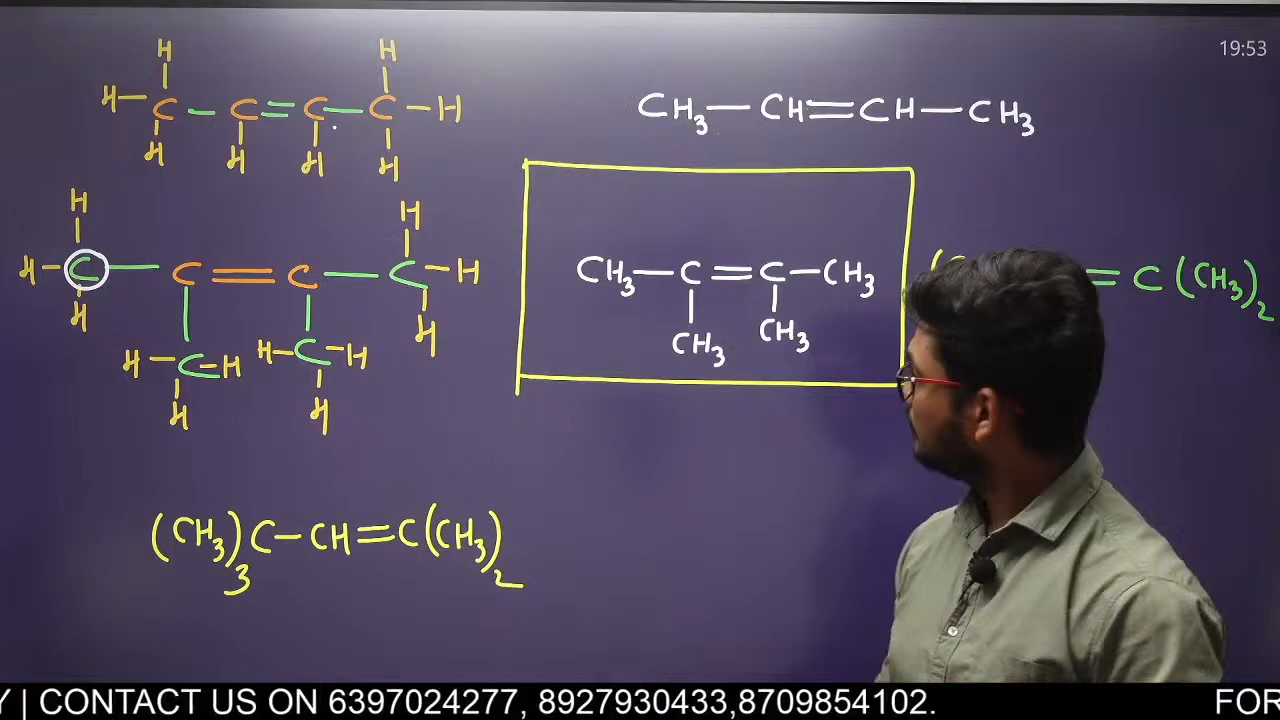 19:53
H H
H—C—C=C—C—H
H H H H
CH₃—CH=CH—CH₃
H H
H—C—C=C—C—H
H H
H—C—H H—C—H
H H
CH₃—C=C—CH₃
CH₃ CH₃
=C(CH₃)₂
(CH₃)₃C—CH=C(CH₃)₂
Y | CONTACT US ON 6397024277, 8927930433,8709854102. FOR